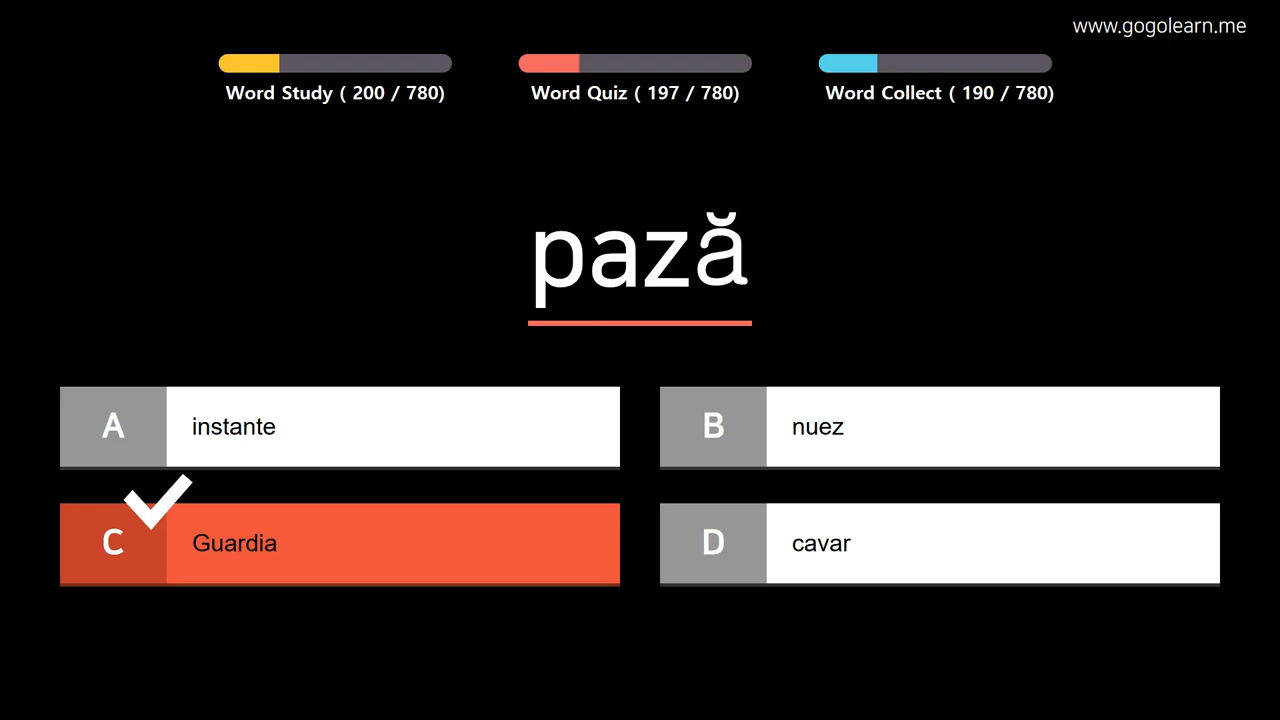 www.gogolearn.me
Word Study ( 200 / 780)
Word Quiz ( 197 / 780)
Word Collect ( 190 / 780)
pază
A instante
B nuez
C Guardia
D cavar